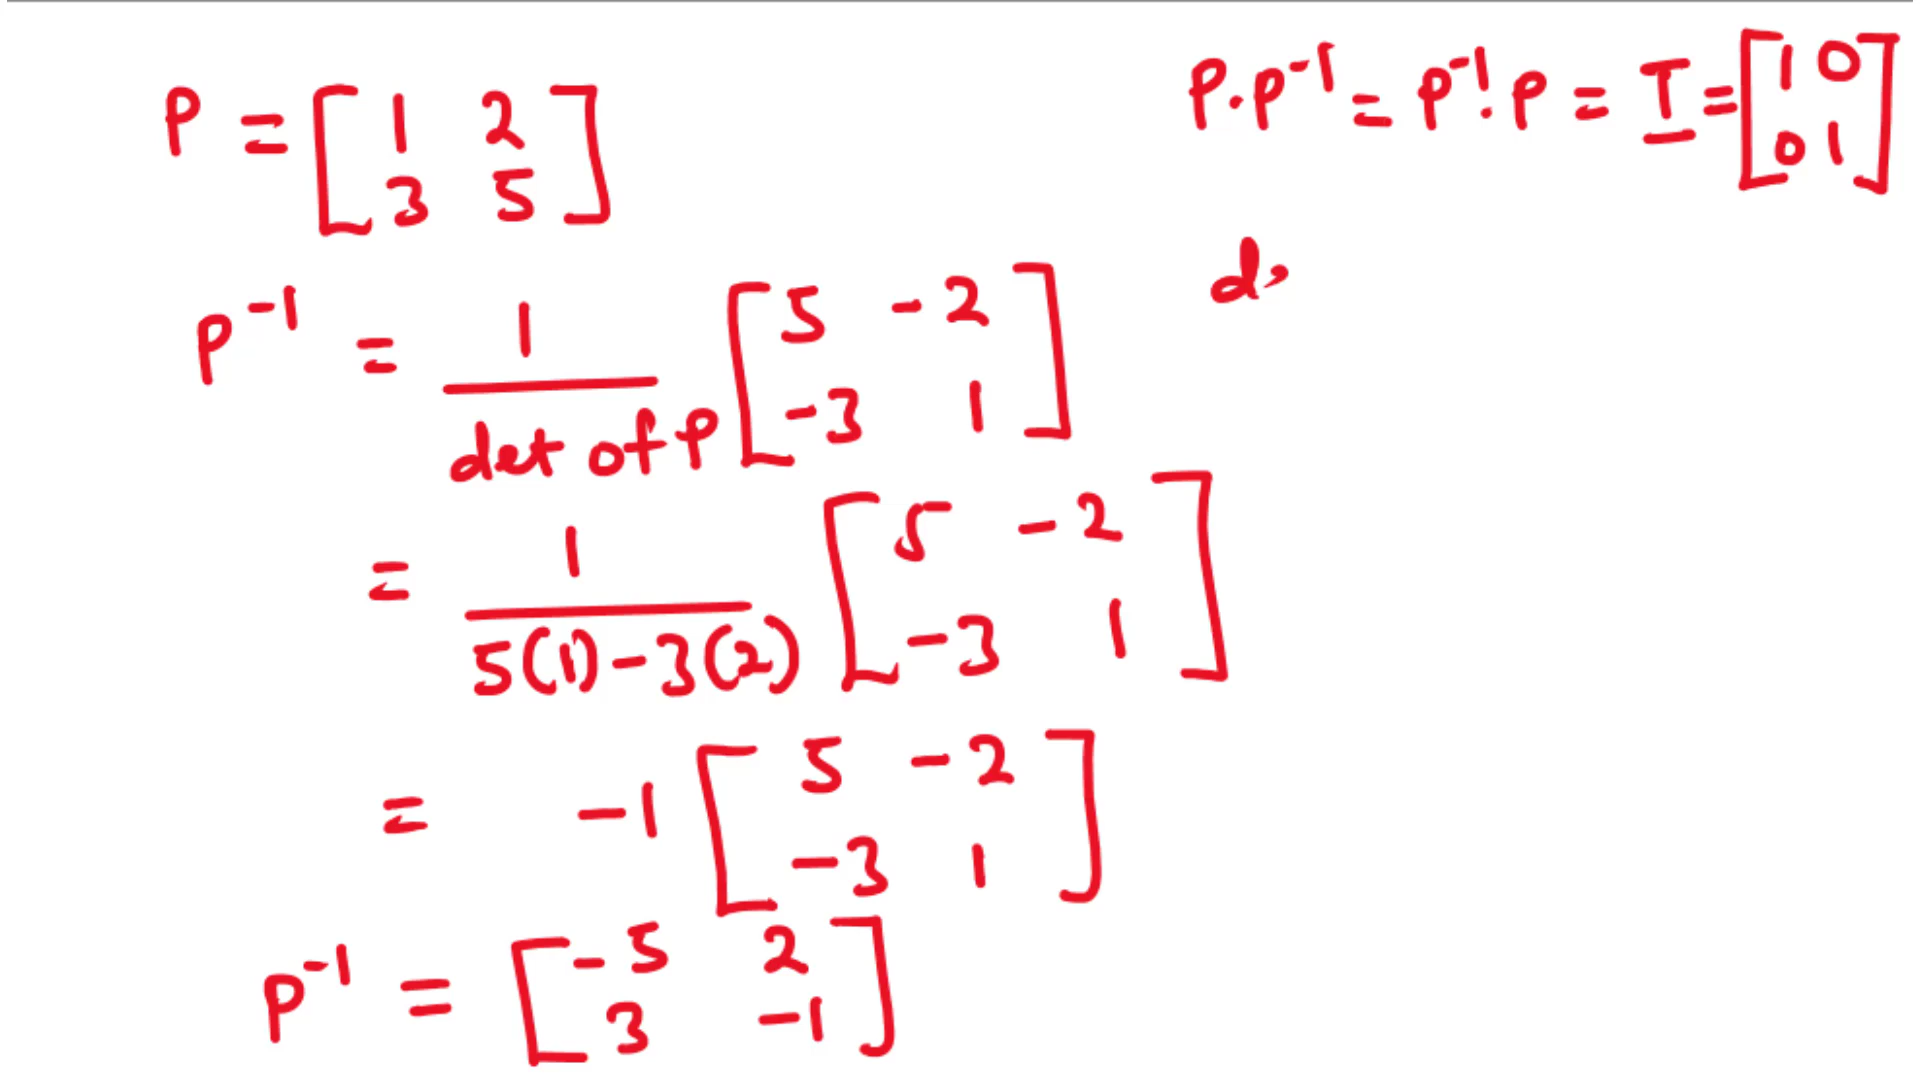 P = [1 2
3 5]
P⁻¹ = 1/(det of P) [5 -2
-3 1]
= 1/(5(1)-3(2)) [5 -2
-3 1]
= -1 [5 -2
-3 1]
P⁻¹ = [-5 2
3 -1]
P.P⁻¹ = P⁻¹.P = I = [1 0
0 1]
d